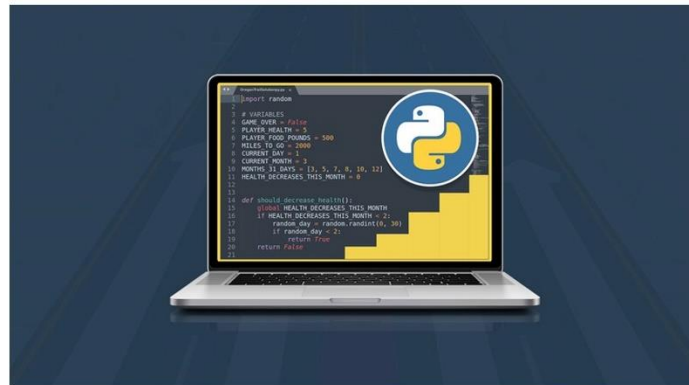 import random
# VARIABLES
GAME_OVER = False
PLAYER_HEALTH = 5
PLAYER_FOOD_POUNDS = 500
MILES_TO_GO = 2000
CURRENT_DAY = 1
CURRENT_MONTH = 3
MONTHS_31_DAYS = [3, 5, 7, 8, 10, 12]
HEALTH_DECREASES_THIS_MONTH = 0
def should_decrease_health():
global HEALTH_DECREASES_THIS_MONTH
if HEALTH_DECREASES_THIS_MONTH < 2:
random_day = random.randint(0, 30)
if random_day < 2:
return True
return False